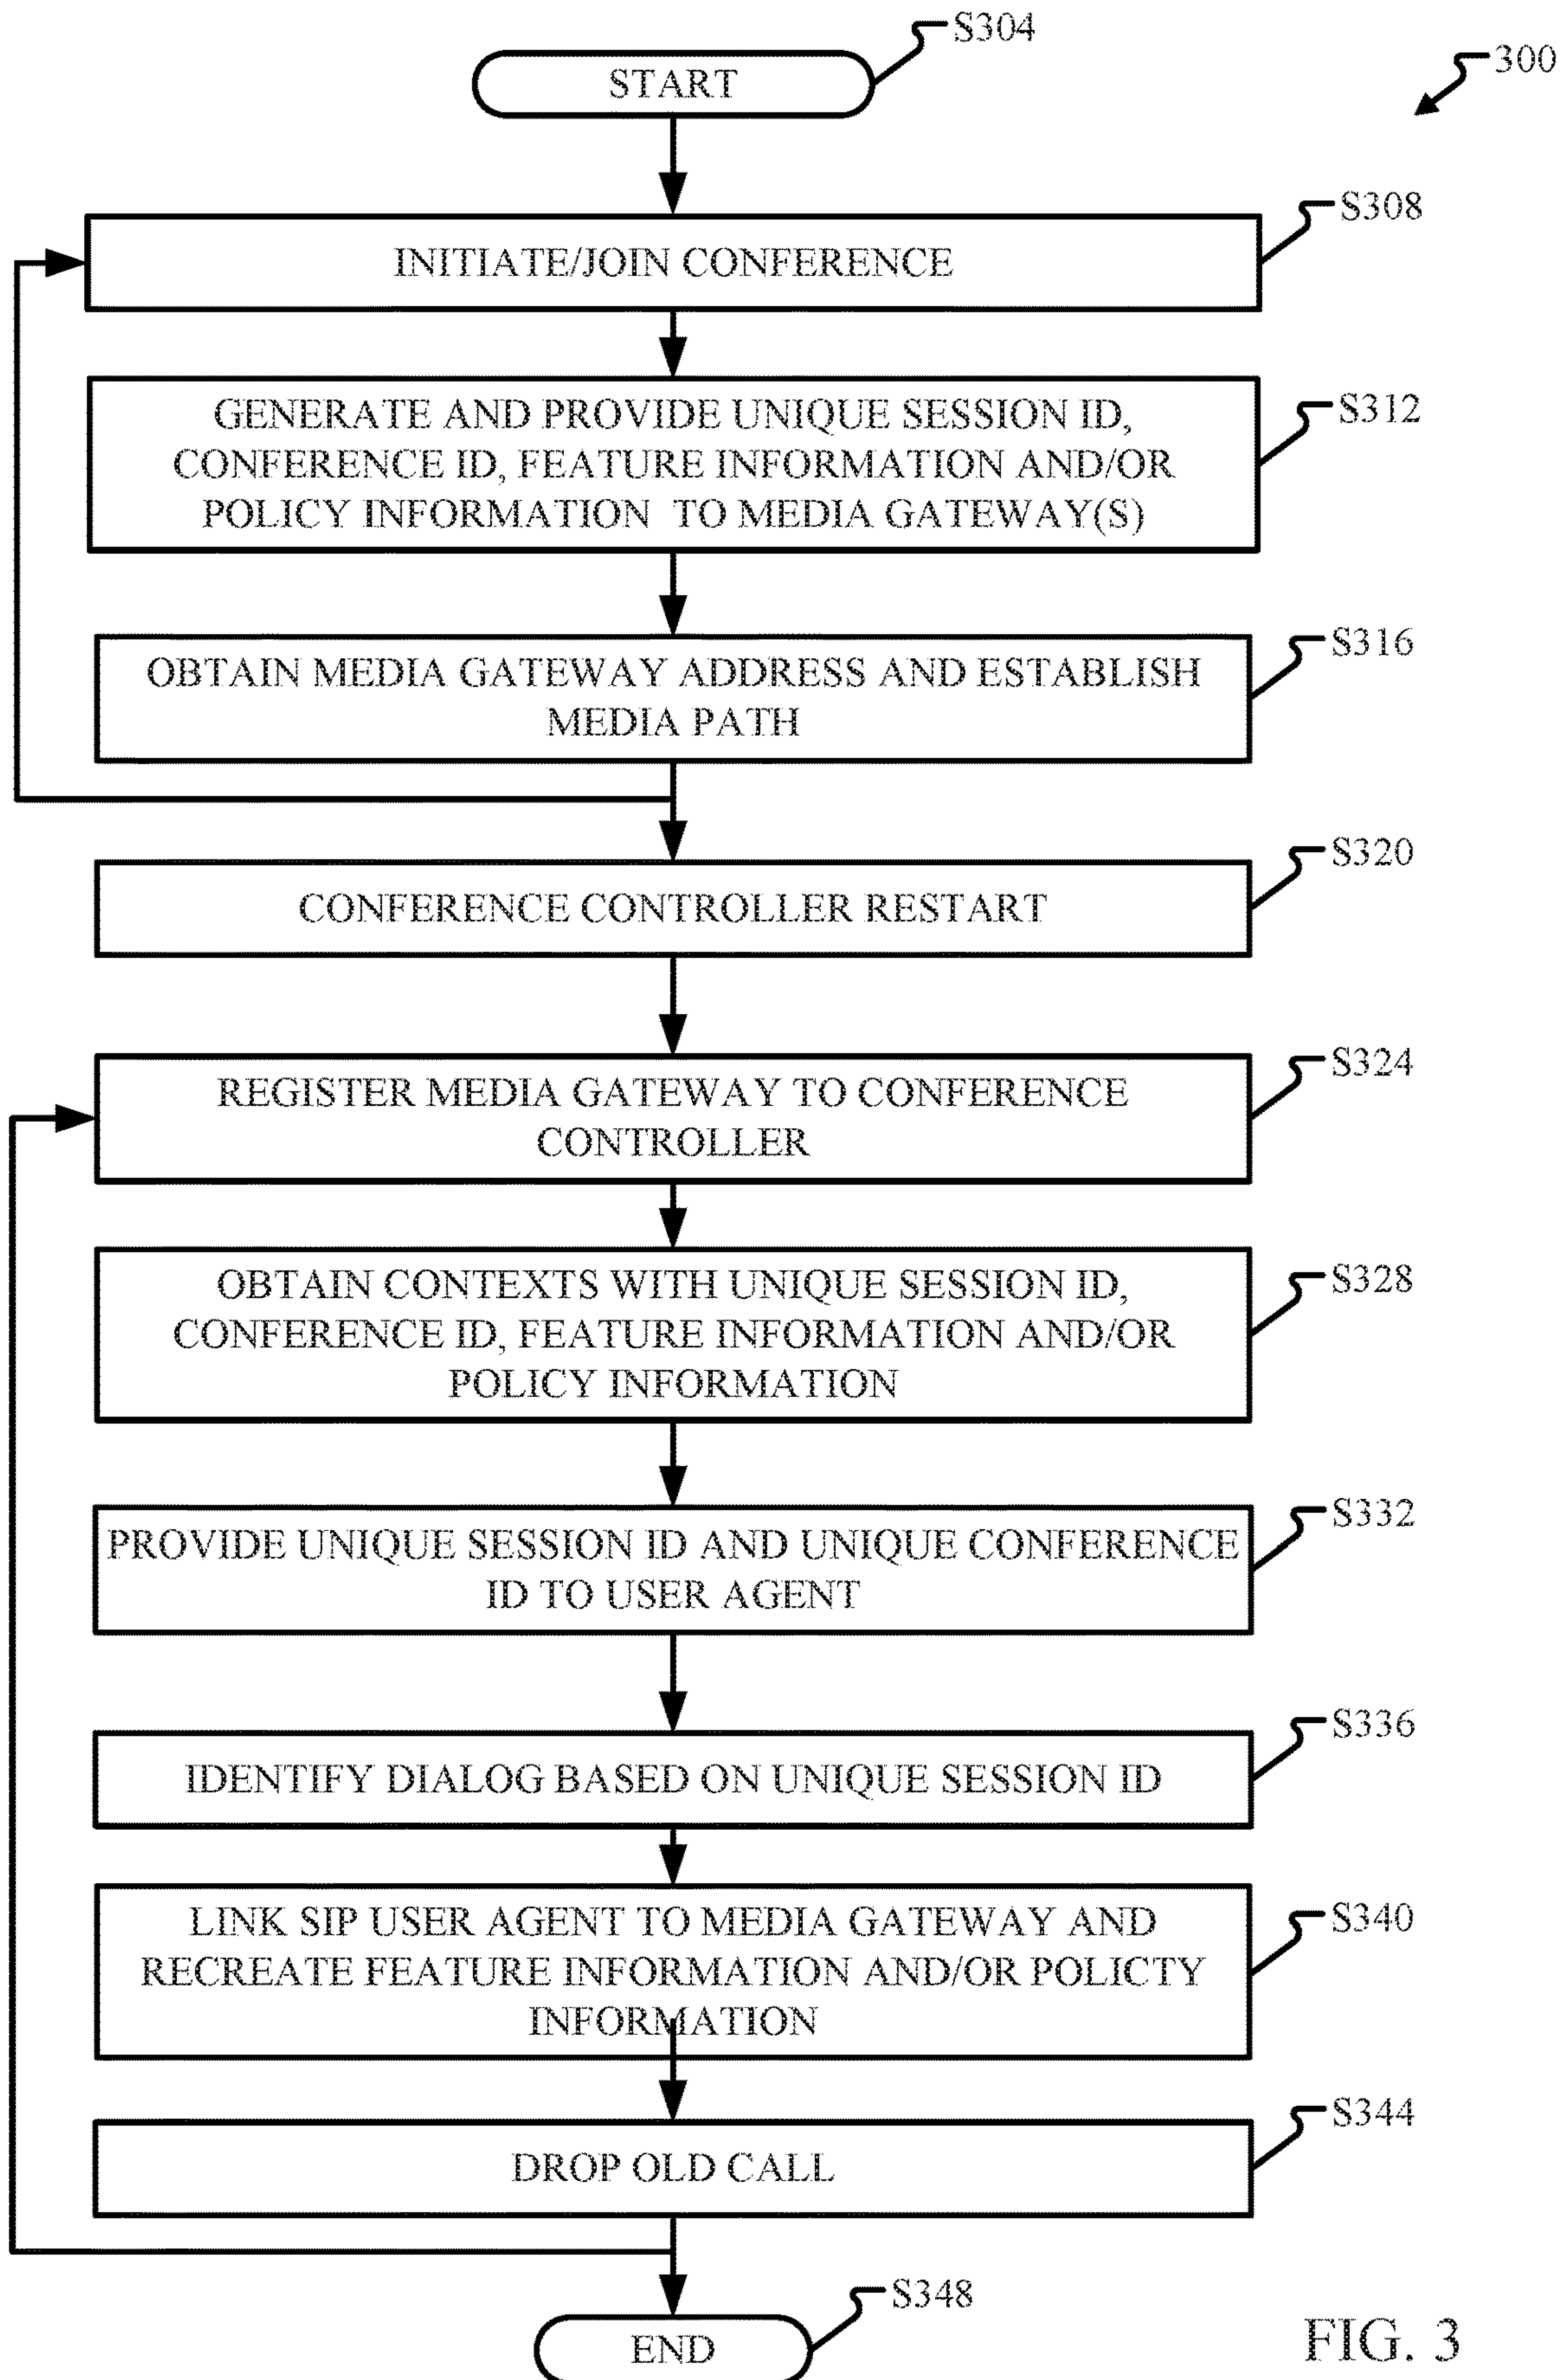 S304
START
300
S308
INITIATE/JOIN CONFERENCE
S312
GENERATE AND PROVIDE UNIQUE SESSION ID,
CONFERENCE ID, FEATURE INFORMATION AND/OR
POLICY INFORMATION TO MEDIA GATEWAY(S)
S316
OBTAIN MEDIA GATEWAY ADDRESS AND ESTABLISH
MEDIA PATH
S320
CONFERENCE CONTROLLER RESTART
S324
REGISTER MEDIA GATEWAY TO CONFERENCE
CONTROLLER
S328
OBTAIN CONTEXTS WITH UNIQUE SESSION ID,
CONFERENCE ID, FEATURE INFORMATION AND/OR
POLICY INFORMATION
S332
PROVIDE UNIQUE SESSION ID AND UNIQUE CONFERENCE
ID TO USER AGENT
S336
IDENTIFY DIALOG BASED ON UNIQUE SESSION ID
S340
LINK SIP USER AGENT TO MEDIA GATEWAY AND
RECREATE FEATURE INFORMATION AND/OR POLICTY
INFORMATION
S344
DROP OLD CALL
S348
END
FIG. 3